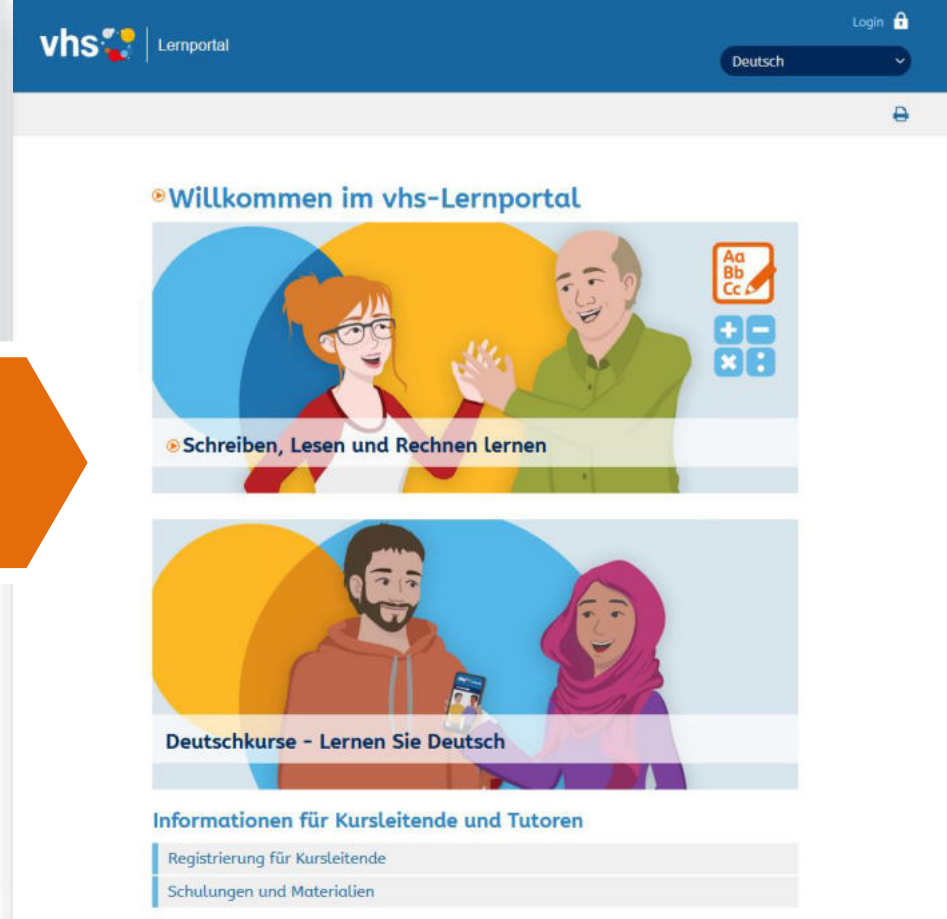 Login
vhs Lernportal
Deutsch
Willkommen im vhs-Lernportal
Aa
Bb
Cc
Schreiben, Lesen und Rechnen lernen
Deutschkurse - Lernen Sie Deutsch
Informationen für Kursleitende und Tutoren
Registrierung für Kursleitende
Schulungen und Materialien